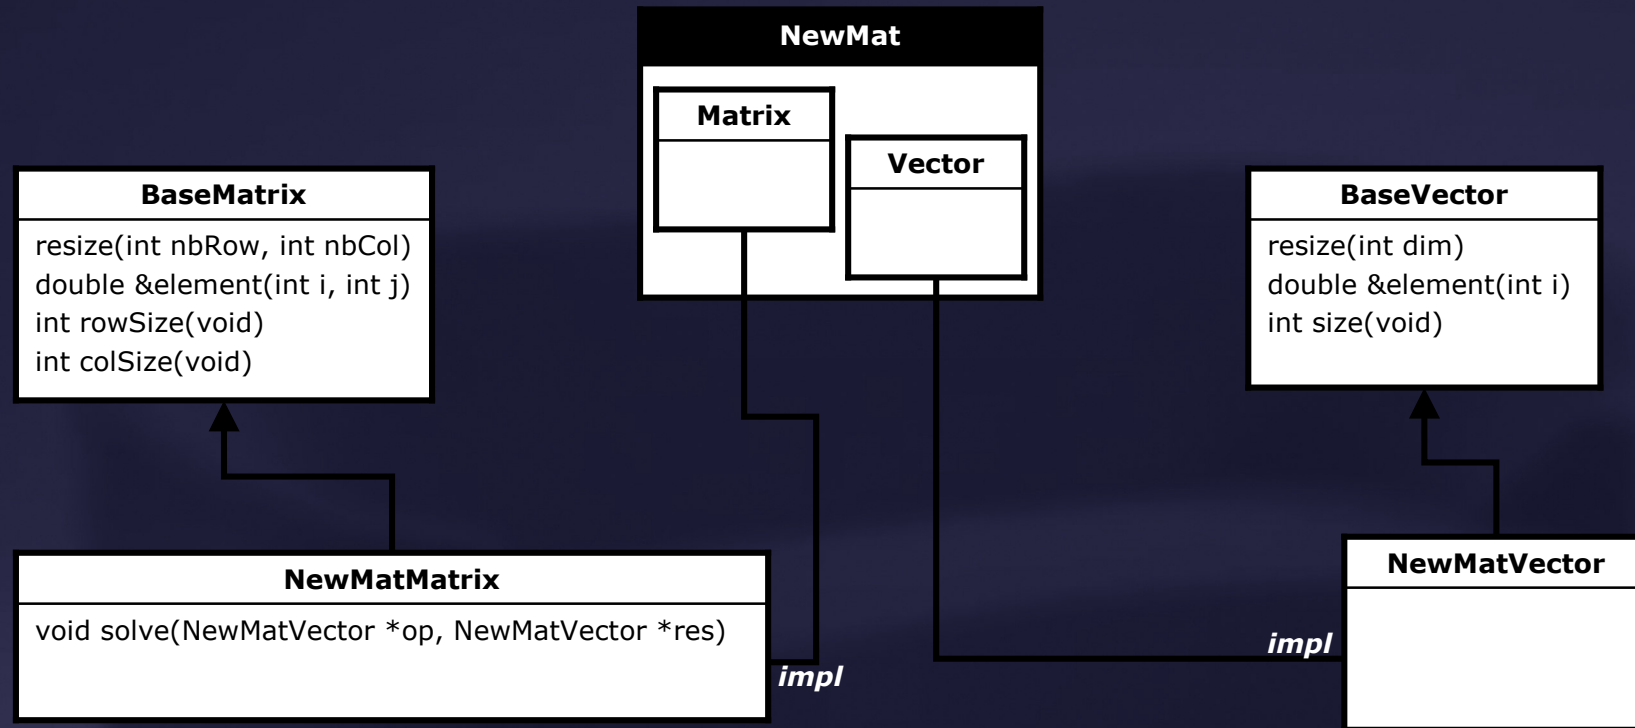 NewMat
Matrix
Vector
BaseMatrix
resize(int nbRow, int nbCol)
double &element(int i, int j)
int rowSize(void)
int colSize(void)
BaseVector
resize(int dim)
double &element(int i)
int size(void)
NewMatMatrix
void solve(NewMatVector *op, NewMatVector *res)
impl
impl
NewMatVector